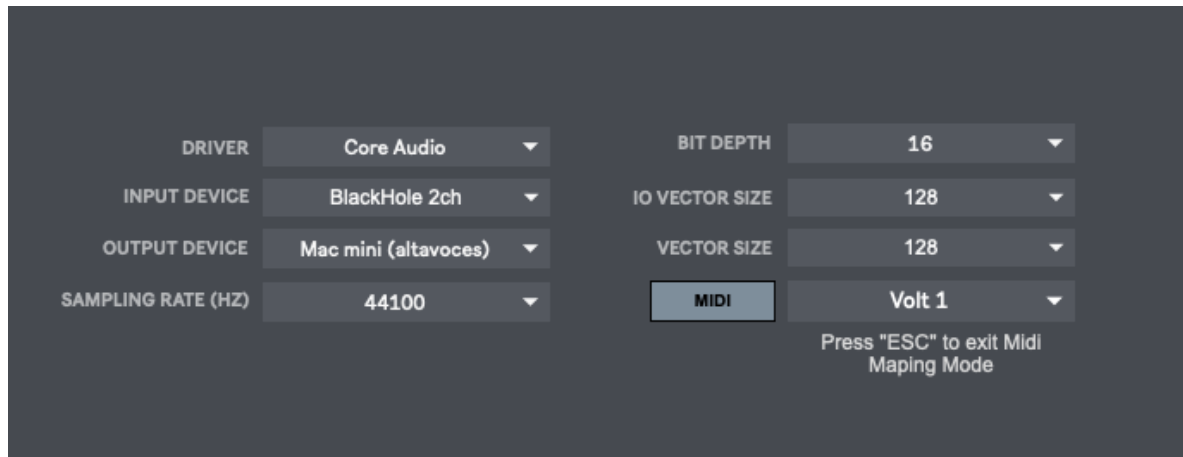 DRIVER Core Audio
INPUT DEVICE BlackHole 2ch
OUTPUT DEVICE Mac mini (altavoces)
SAMPLING RATE (HZ) 44100
BIT DEPTH 16
IO VECTOR SIZE 128
VECTOR SIZE 128
MIDI Volt 1
Press "ESC" to exit Midi
Maping Mode